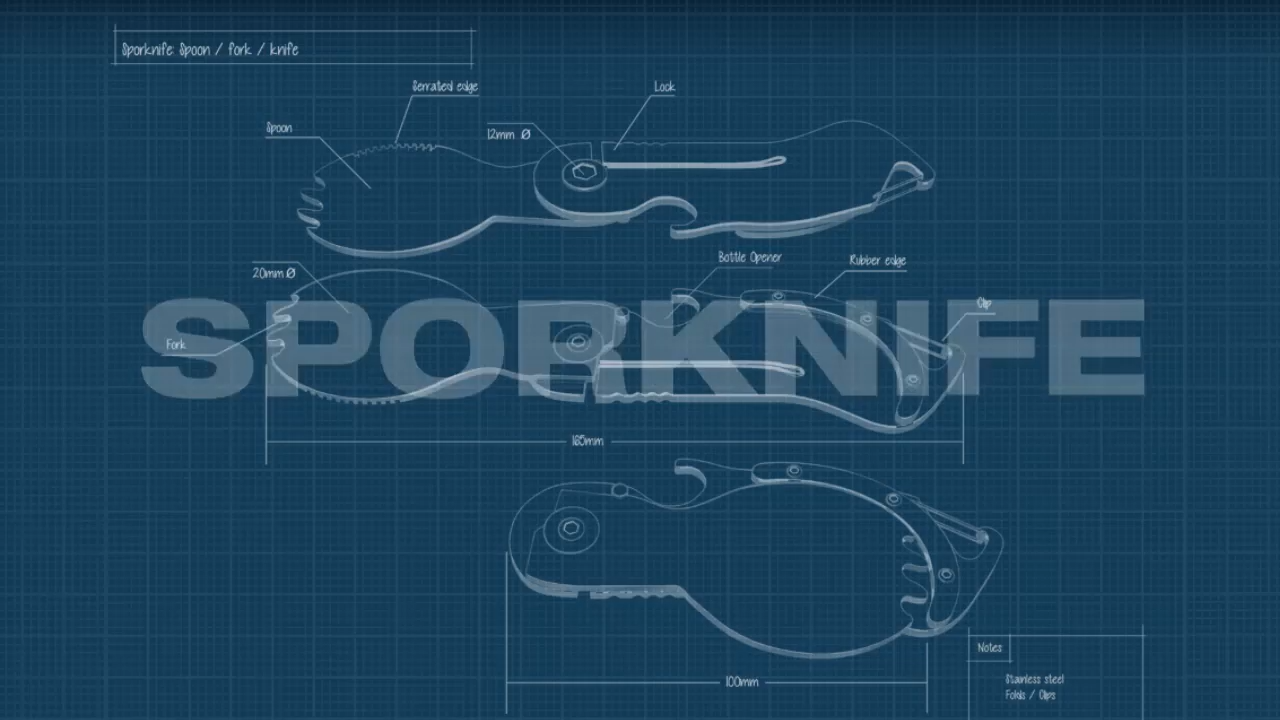 Sporknife: Spoon / fork / knife
Serrated edge
Lock
Spoon
12mm Ø
Bottle Opener
Rubber edge
20mm Ø
Clip
SPORKNIFE
Fork
165mm
100mm
Notes
Stainless steel
Folds / Clips